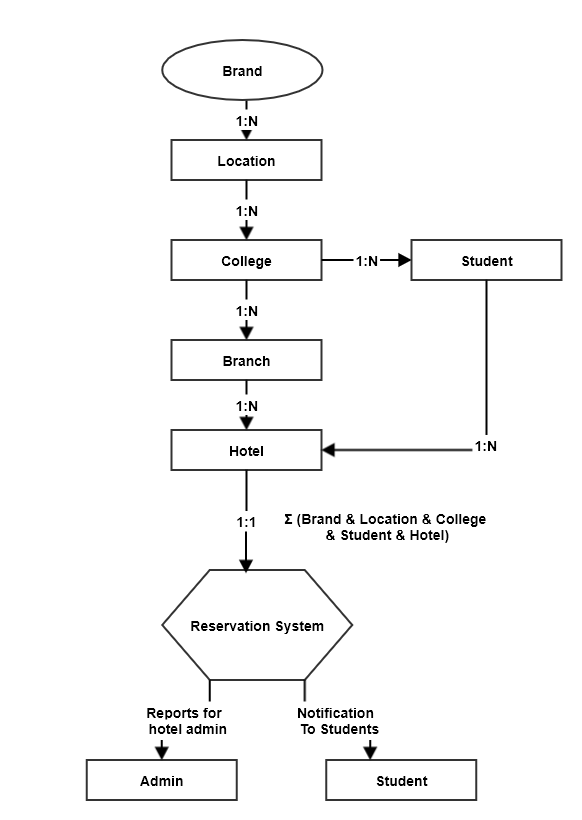 Brand
1:N
Location
1:N
College
1:N
Student
1:N
Branch
1:N
Hotel
1:N
1:1
Σ (Brand & Location & College
& Student & Hotel)
Reservation System
Reports for
hotel admin
Notification
To Students
Admin
Student